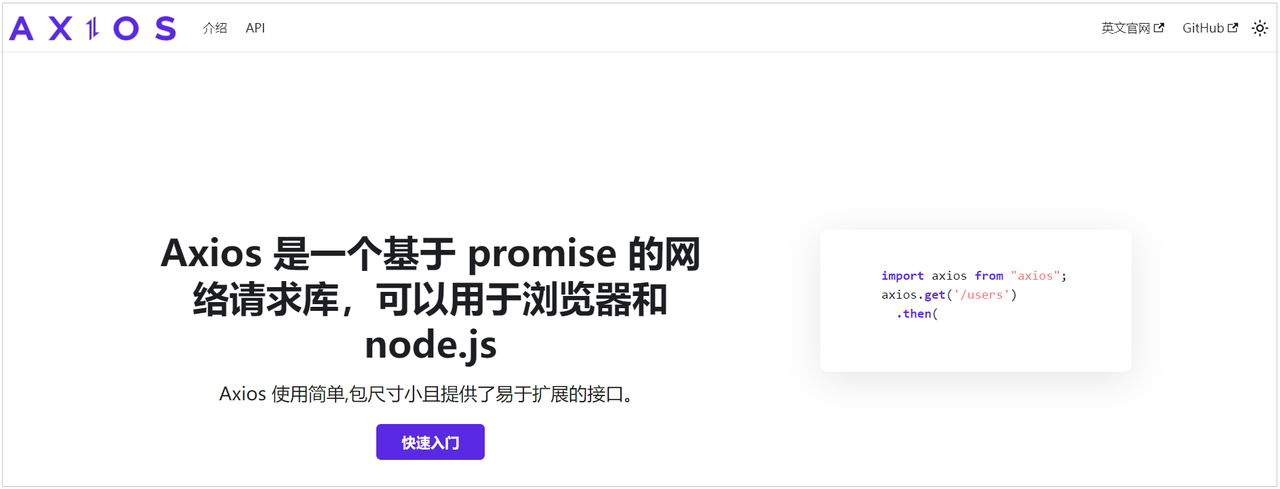 AXIOS 介绍 API 英文官网 GitHub
Axios 是一个基于 promise 的网
络请求库，可以用于浏览器和
node.js
Axios 使用简单,包尺寸小且提供了易于扩展的接口。
快速入门
import axios from "axios";
axios.get('/users')
.then(